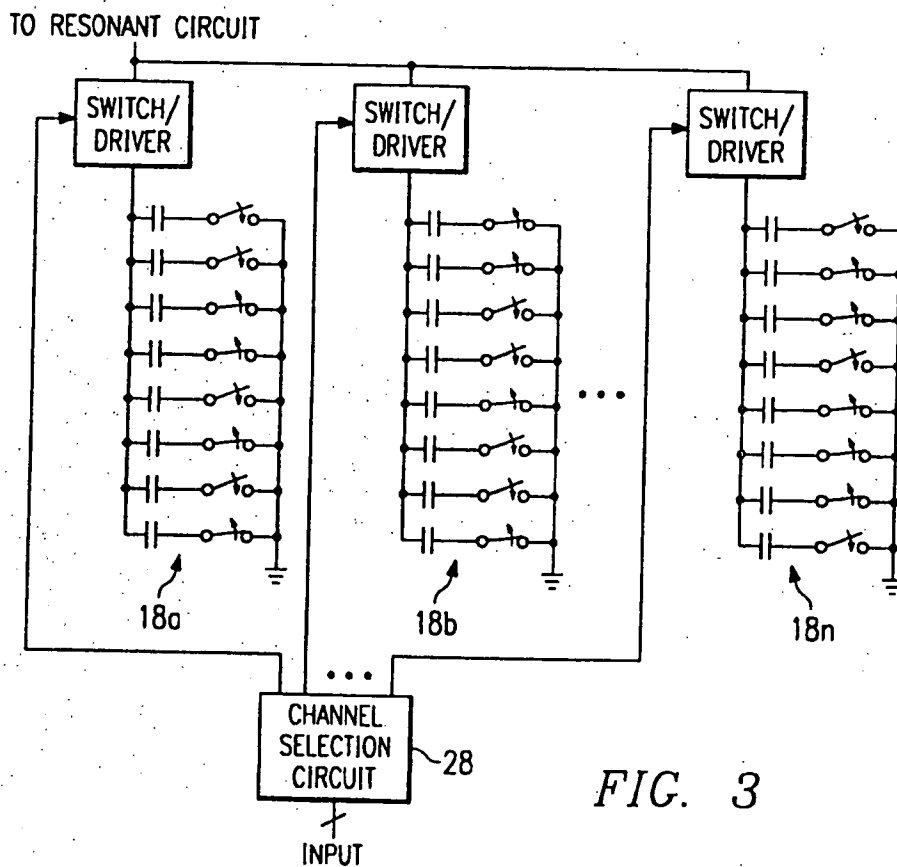 TO RESONANT CIRCUIT
SWITCH/
DRIVER
SWITCH/
DRIVER
SWITCH/
DRIVER
18a
18b
18n
CHANNEL
SELECTION
CIRCUIT
28
INPUT
FIG. 3